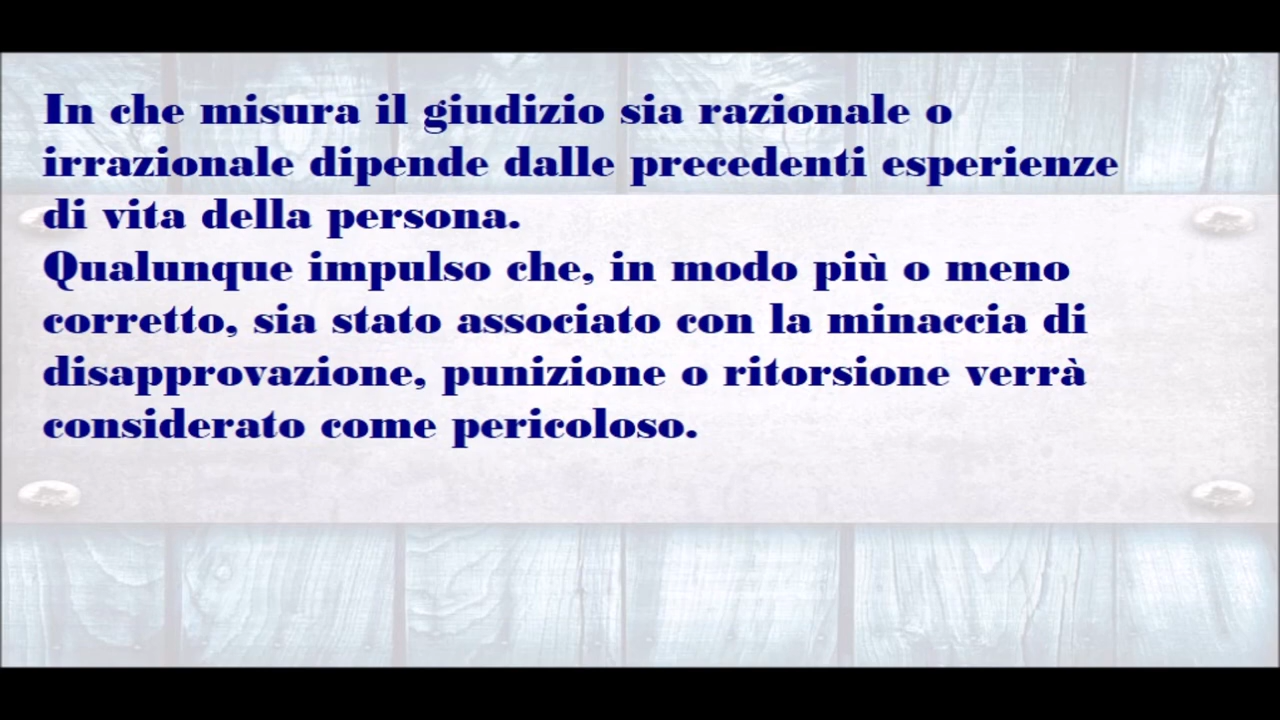 In che misura il giudizio sia razionale o
irrazionale dipende dalle precedenti esperienze
di vita della persona.
Qualunque impulso che, in modo più o meno
corretto, sia stato associato con la minaccia di
disapprovazione, punizione o ritorsione verrà
considerato come pericoloso.